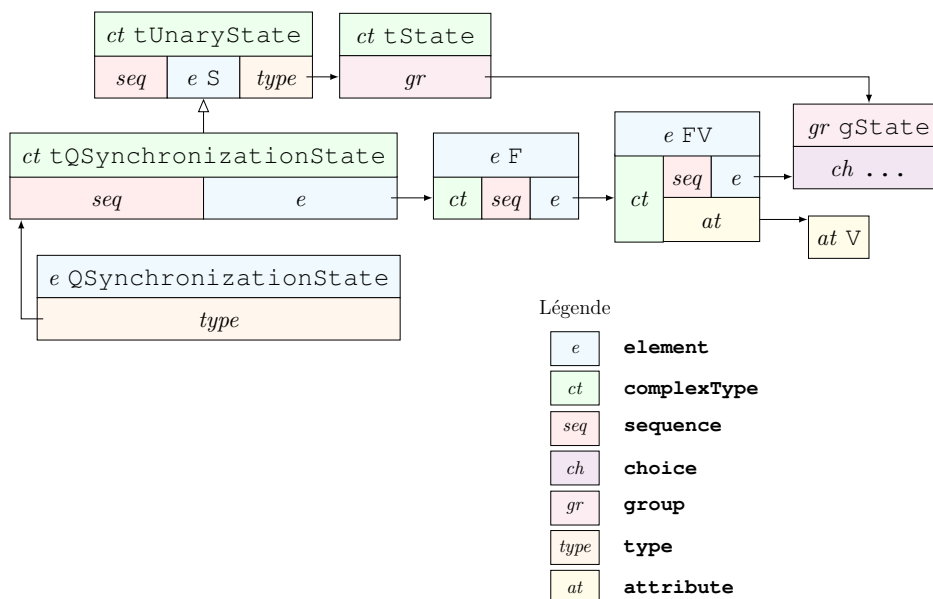 ct tUnaryState
seq e S type
ct tState
gr
gr gState
ch ...
ct tQSynchronizationState
seq e
e F
ct seq e
e FV
ct seq e
at
at V
e QSynchronizationState
type
Légende
e element
ct complexType
seq sequence
ch choice
gr group
type type
at attribute